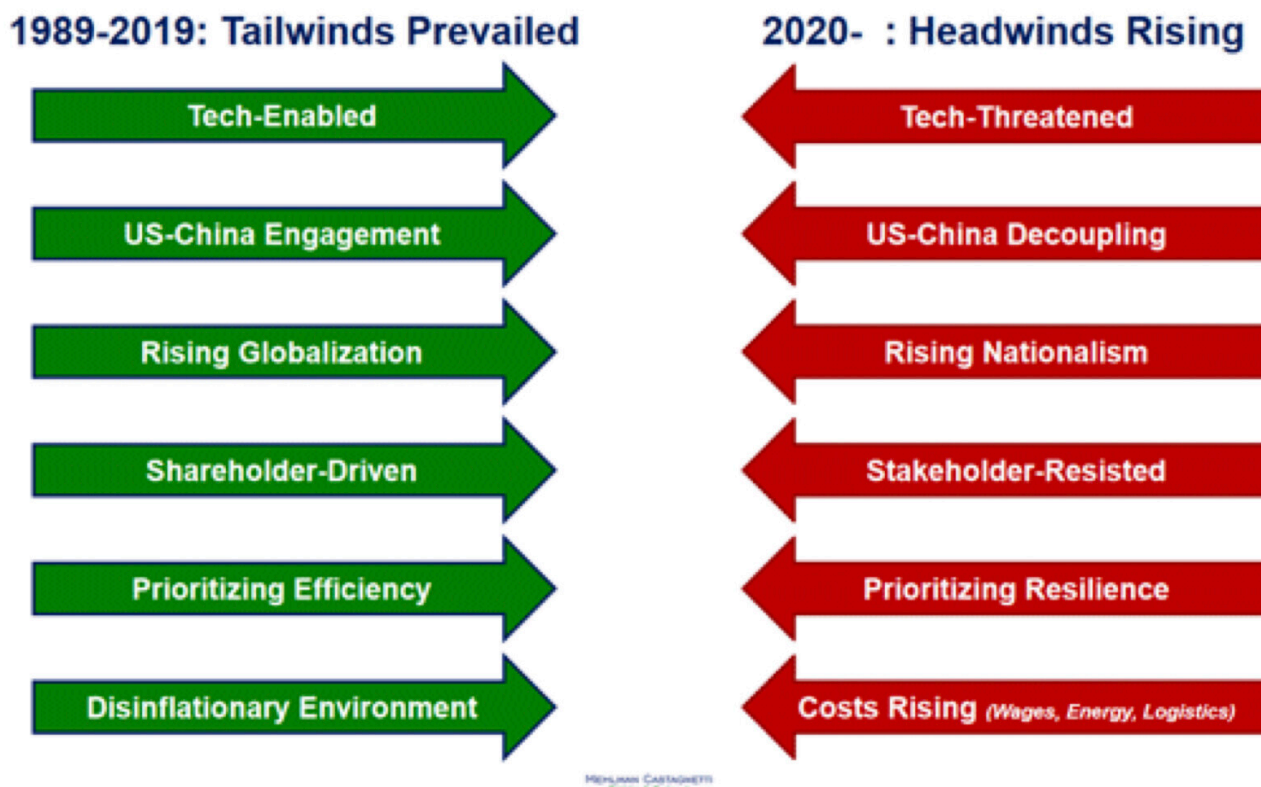 1989-2019: Tailwinds Prevailed
2020- : Headwinds Rising
Tech-Enabled
Tech-Threatened
US-China Engagement
US-China Decoupling
Rising Globalization
Rising Nationalism
Shareholder-Driven
Stakeholder-Resisted
Prioritizing Efficiency
Prioritizing Resilience
Disinflationary Environment
Costs Rising (Wages, Energy, Logistics)
MEHLMAN CASTAGNETTI